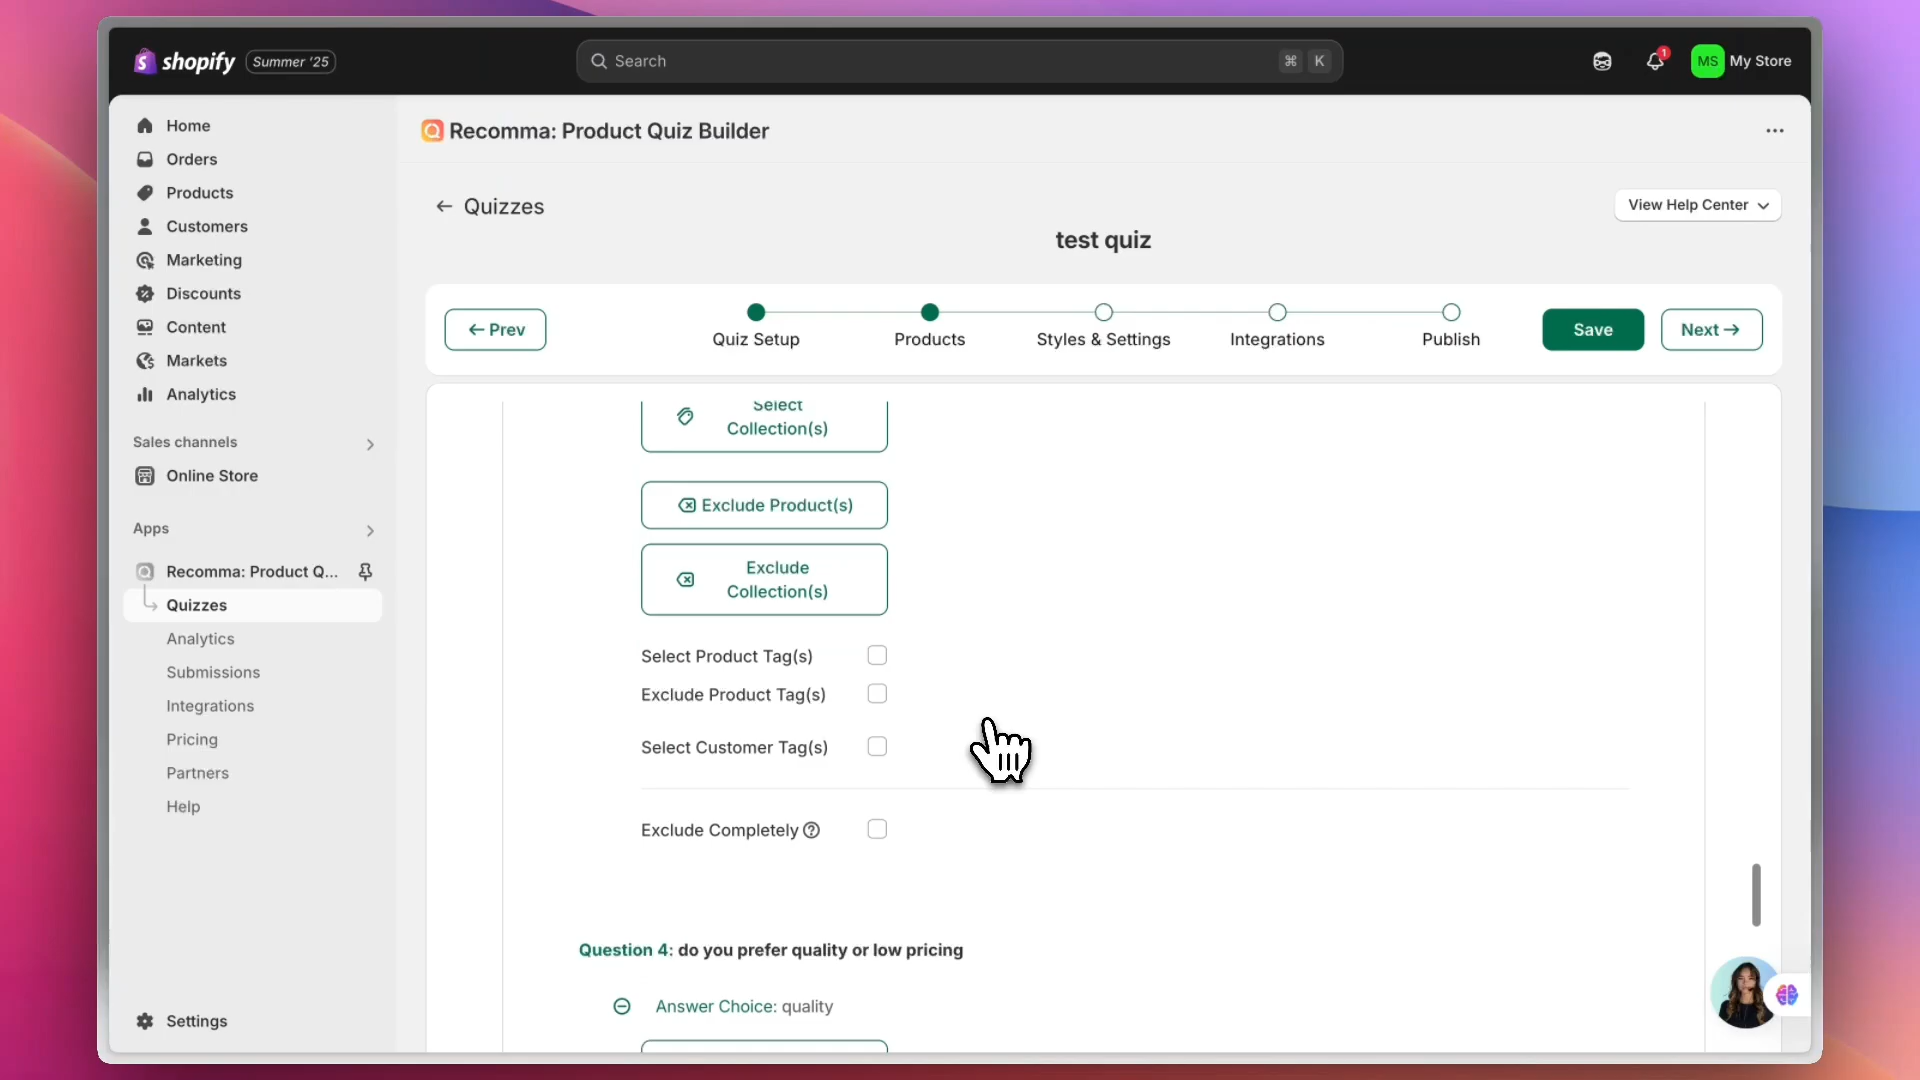 shopify
Summer '25
Search
⌘ K
1
MS
My Store
Home
Orders
Products
Customers
Marketing
Discounts
Content
Markets
Analytics
Sales channels
Online Store
Apps
Recomma: Product Q...
Quizzes
Analytics
Submissions
Integrations
Pricing
Partners
Help
Settings
Recomma: Product Quiz Builder
← Quizzes
View Help Center
test quiz
← Prev
Quiz Setup
Products
Styles & Settings
Integrations
Publish
Save
Next →
Select
Collection(s)
Exclude Product(s)
Exclude
Collection(s)
Select Product Tag(s)
Exclude Product Tag(s)
Select Customer Tag(s)
Exclude Completely
Question 4: do you prefer quality or low pricing
Answer Choice: quality